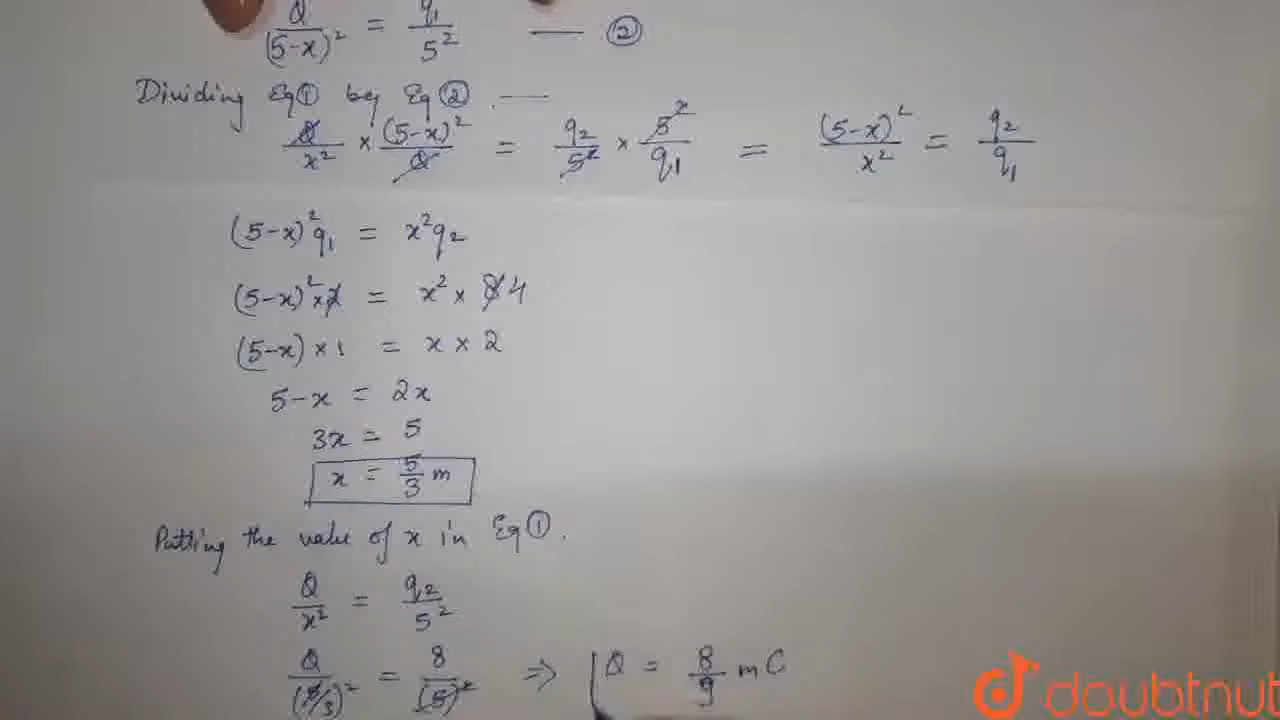 Q/(5-x)² = q₁/5² — ②
Dividing Eq① by Eq② .—
Q/x² × (5-x)²/Q = q₂/5² × 5²/q₁ = (5-x)²/x² = q₂/q₁
(5-x)²q₁ = x²q₂
(5-x)² × 2 = x² × 8 4
(5-x) × 1 = x × 2
5-x = 2x
3x = 5
x = 5/3 m
Putting the value of x in Eq①.
Q/x² = q₂/5²
Q/(5/3)² = 8/(5)² ⇒ Q = 8/9 mC
doubtnut